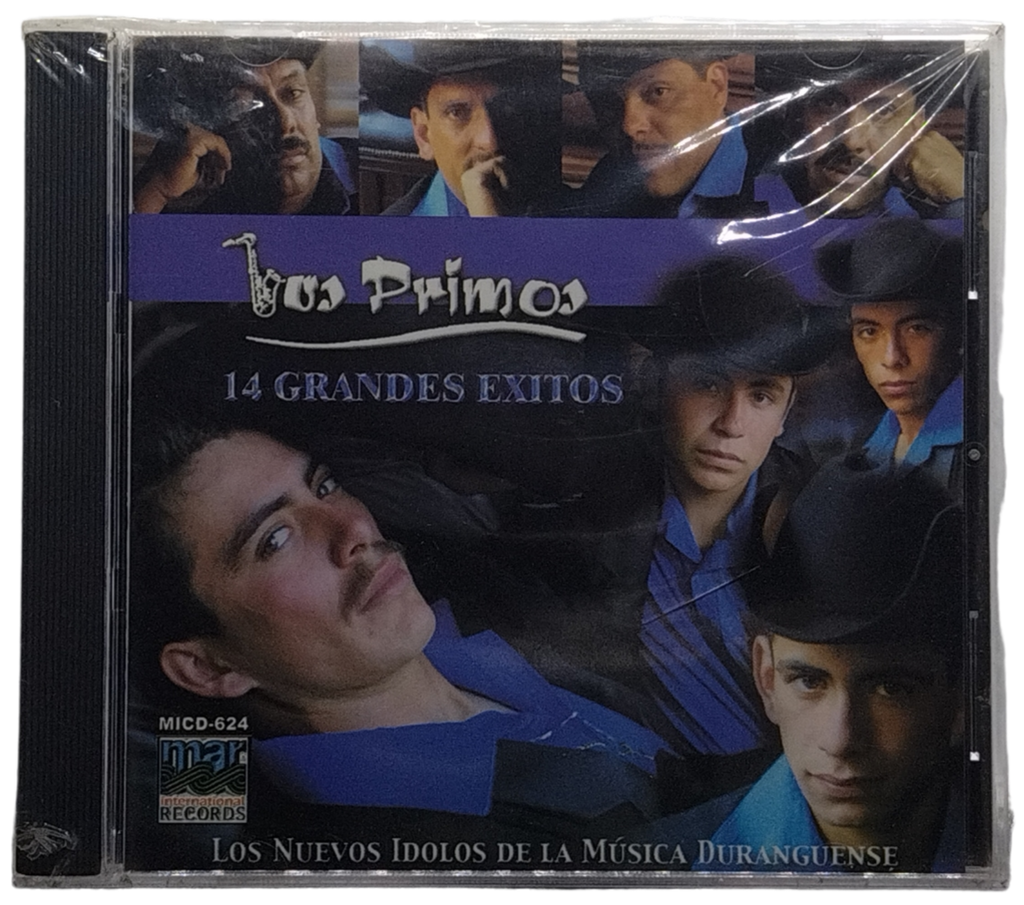 Los Primos
14 GRANDES EXITOS
MICD-624
mar
international
RECORDS
LOS NUEVOS IDOLOS DE LA MÚSICA DURANGUENSE